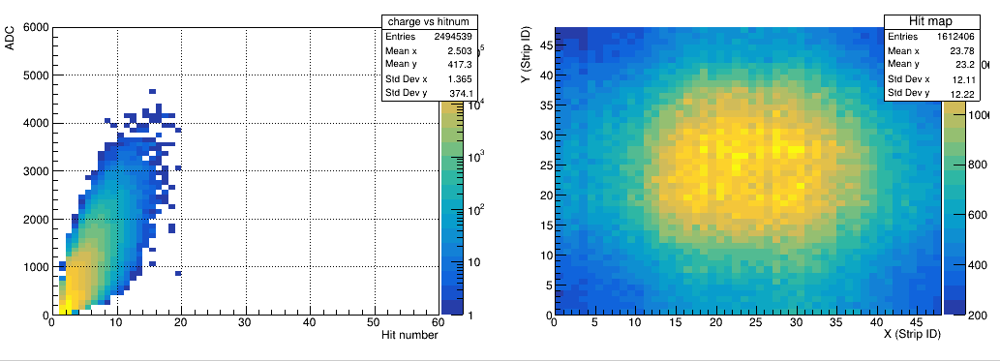 charge vs hitnum
Entries 2494539
Mean x 2.503
Mean y 417.3
Std Dev x 1.365
Std Dev y 374.1
ADC
6000
5000
4000
3000
2000
1000
0
0 10 20 30 40 50 60
Hit number
10⁴
10³
10²
10
1
Hit map
Entries 1612406
Mean x 23.78
Mean y 23.2
Std Dev x 12.11
Std Dev y 12.22
Y (Strip ID)
45
40
35
30
25
20
15
10
5
0
0 5 10 15 20 25 30 35 40 45
X (Strip ID)
1000
800
600
400
200